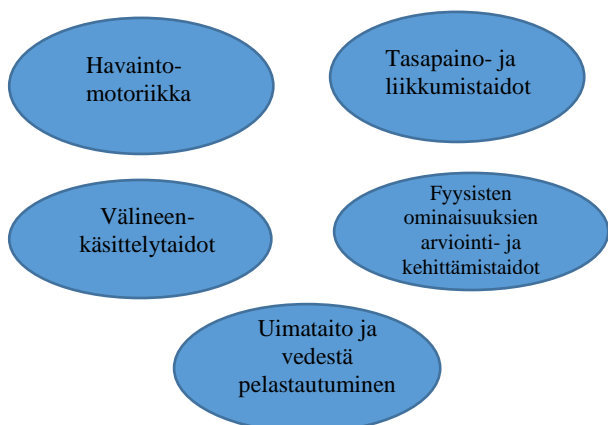 Havainto-
motoriikka
Tasapaino- ja
liikkumistaidot
Välineen-
käsittelytaidot
Fyysisten
ominaisuuksien
arviointi- ja
kehittämistaidot
Uimataito ja
vedestä
pelastautuminen